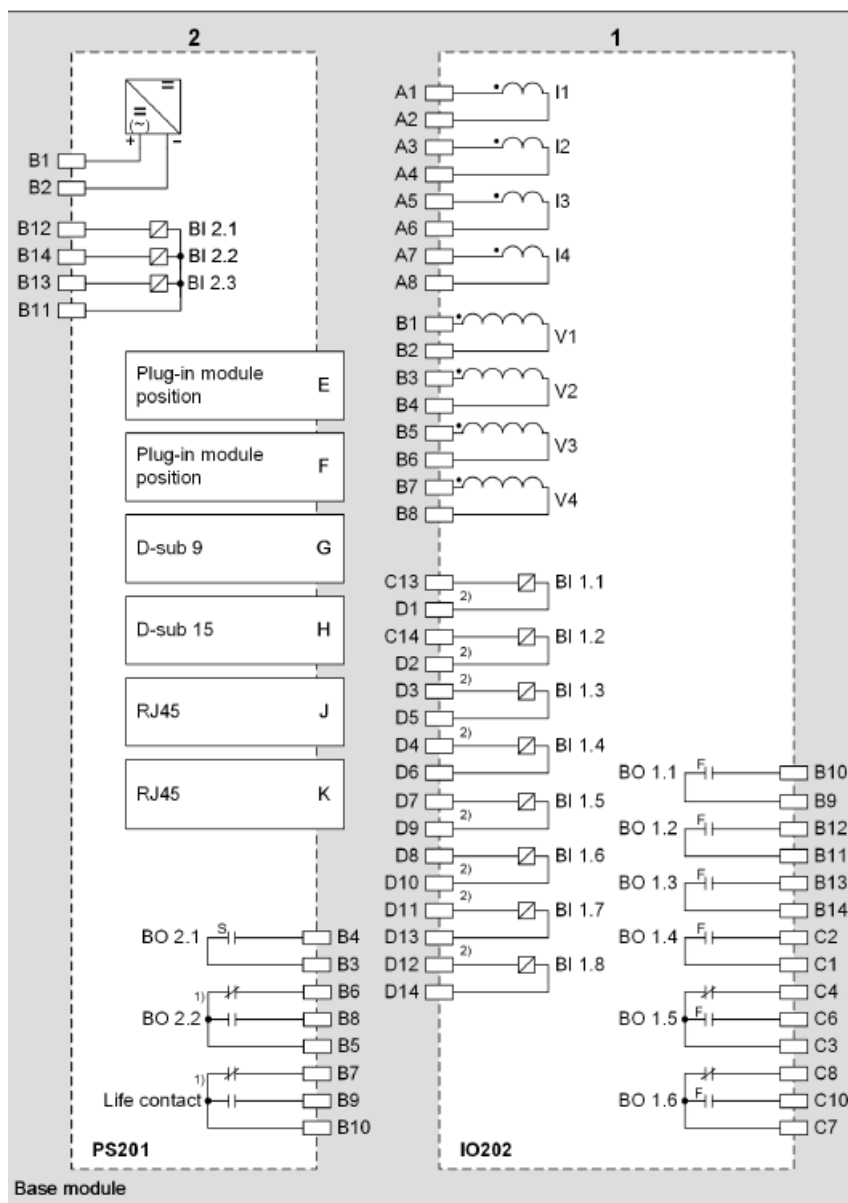 2
1
=
=
(~)
+
−
B1
B2
B12
BI 2.1
B14
BI 2.2
B13
BI 2.3
B11
Plug-in module
position
E
Plug-in module
position
F
D-sub 9
G
D-sub 15
H
RJ45
J
RJ45
K
BO 2.1
S
B4
B3
B6
1)
BO 2.2
B8
B5
B7
1)
Life contact
B9
B10
PS201
A1
I1
A2
A3
I2
A4
A5
I3
A6
A7
I4
A8
B1
V1
B2
B3
V2
B4
B5
V3
B6
B7
V4
B8
C13
BI 1.1
2)
D1
C14
BI 1.2
2)
D2
2)
D3
BI 1.3
D5
2)
D4
BI 1.4
D6
D7
BI 1.5
2)
D9
D8
BI 1.6
2)
D10
2)
D11
BI 1.7
D13
2)
D12
BI 1.8
D14
BO 1.1
F
B10
B9
BO 1.2
F
B12
B11
BO 1.3
F
B13
B14
BO 1.4
F
C2
C1
C4
BO 1.5
F
C6
C3
C8
BO 1.6
F
C10
C7
IO202
Base module